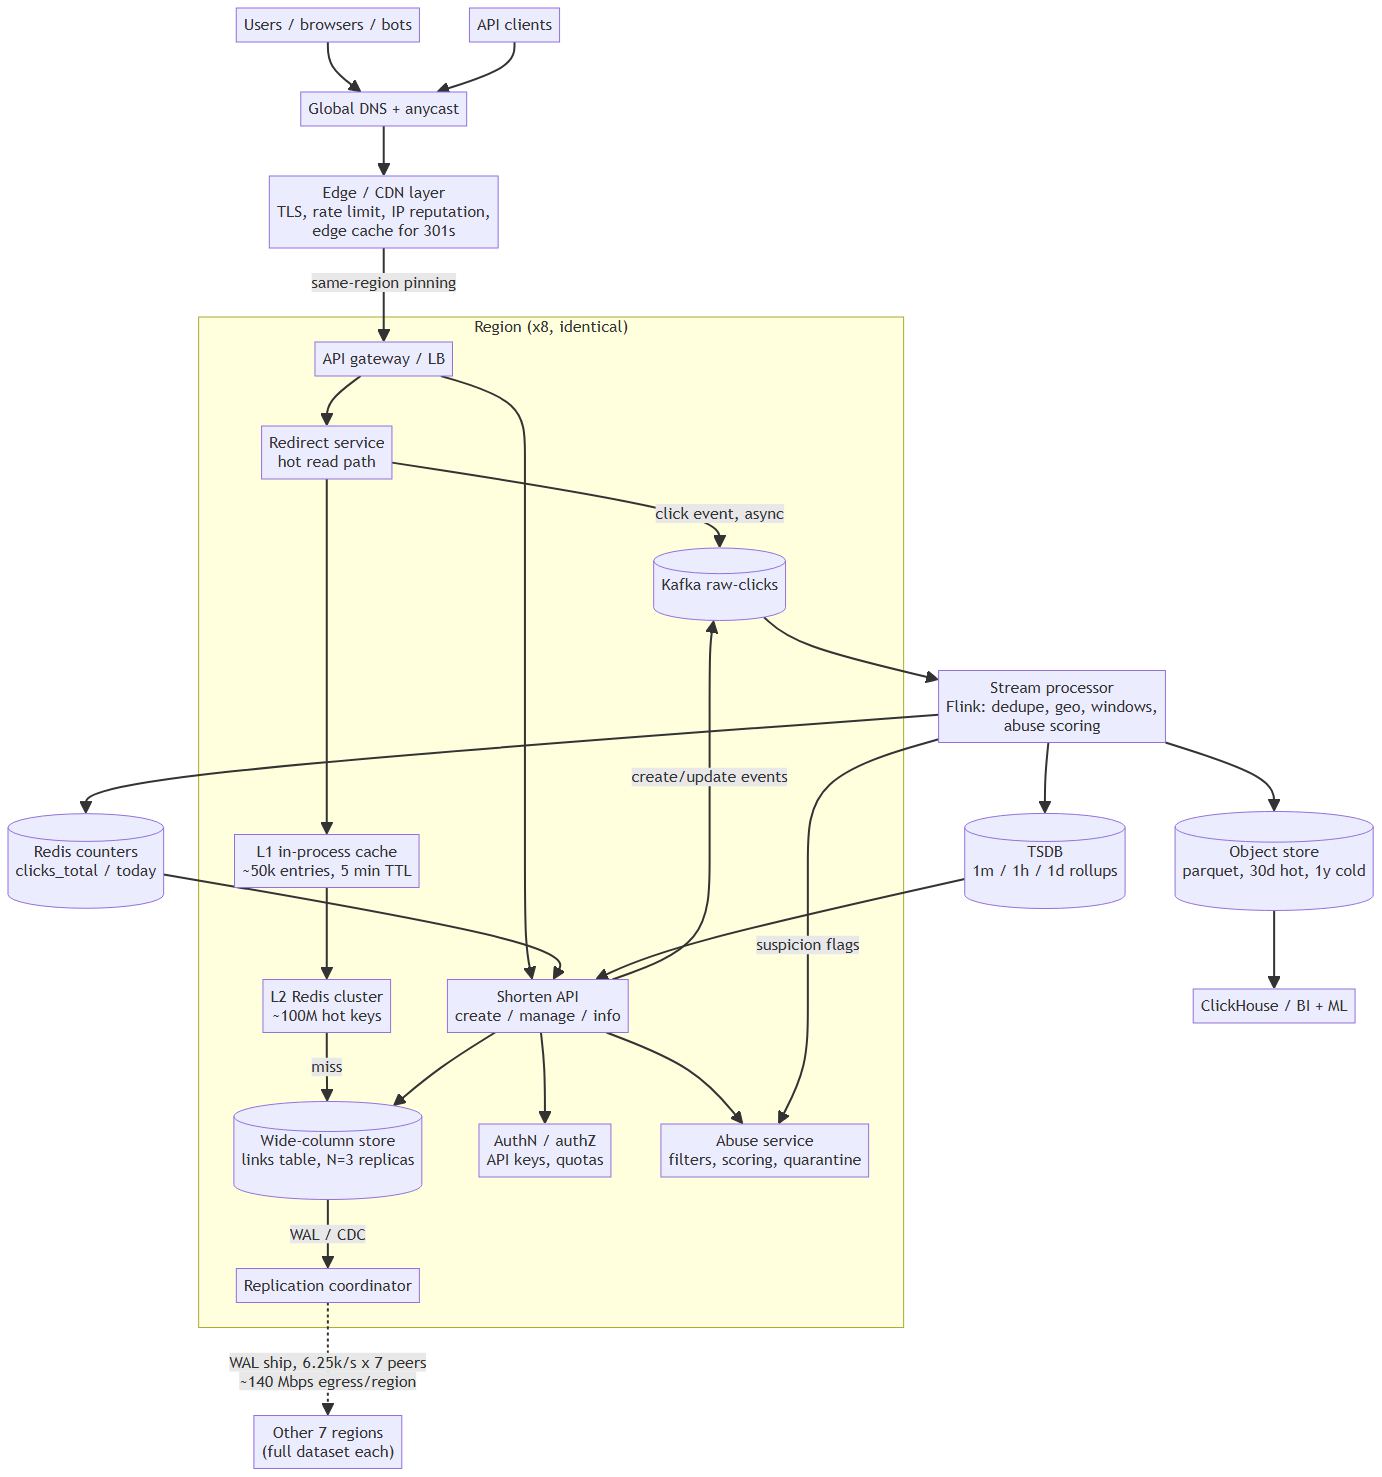 Users / browsers / bots
API clients
Global DNS + anycast
Edge / CDN layer
TLS, rate limit, IP reputation,
edge cache for 301s
same-region pinning
Region (x8, identical)
API gateway / LB
Redirect service
hot read path
click event, async
Kafka raw-clicks
Stream processor
Flink: dedupe, geo, windows,
abuse scoring
create/update events
Redis counters
clicks_total / today
L1 in-process cache
~50k entries, 5 min TTL
TSDB
1m / 1h / 1d rollups
Object store
parquet, 30d hot, 1y cold
suspicion flags
L2 Redis cluster
~100M hot keys
Shorten API
create / manage / info
ClickHouse / BI + ML
miss
Wide-column store
links table, N=3 replicas
AuthN / authZ
API keys, quotas
Abuse service
filters, scoring, quarantine
WAL / CDC
Replication coordinator
WAL ship, 6.25k/s x 7 peers
~140 Mbps egress/region
Other 7 regions
(full dataset each)